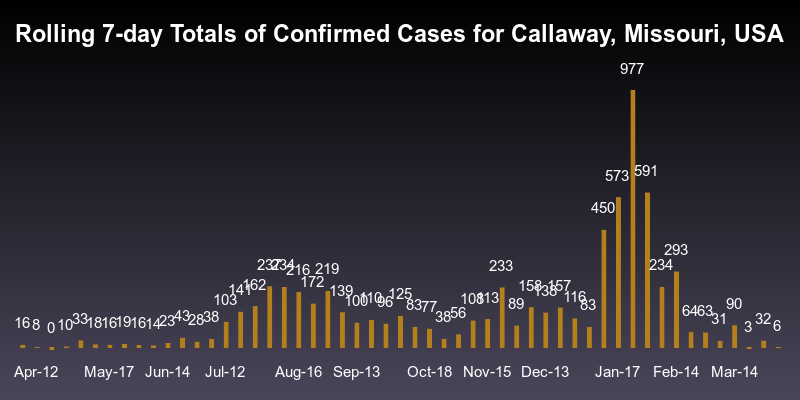 Rolling 7-day Totals of Confirmed Cases for Callaway, Missouri, USA
16 8 0 10 33 18 16 19 16 14 23 43 28 38 103 141 162 237 234 216 172 219 139 100 110 96 125 83 77 38 56 108 113 233 89 158 138 157 116 83 450 573 977 591 234 293 64 63 31 90 3 32 6
Apr-12 May-17 Jun-14 Jul-12 Aug-16 Sep-13 Oct-18 Nov-15 Dec-13 Jan-17 Feb-14 Mar-14